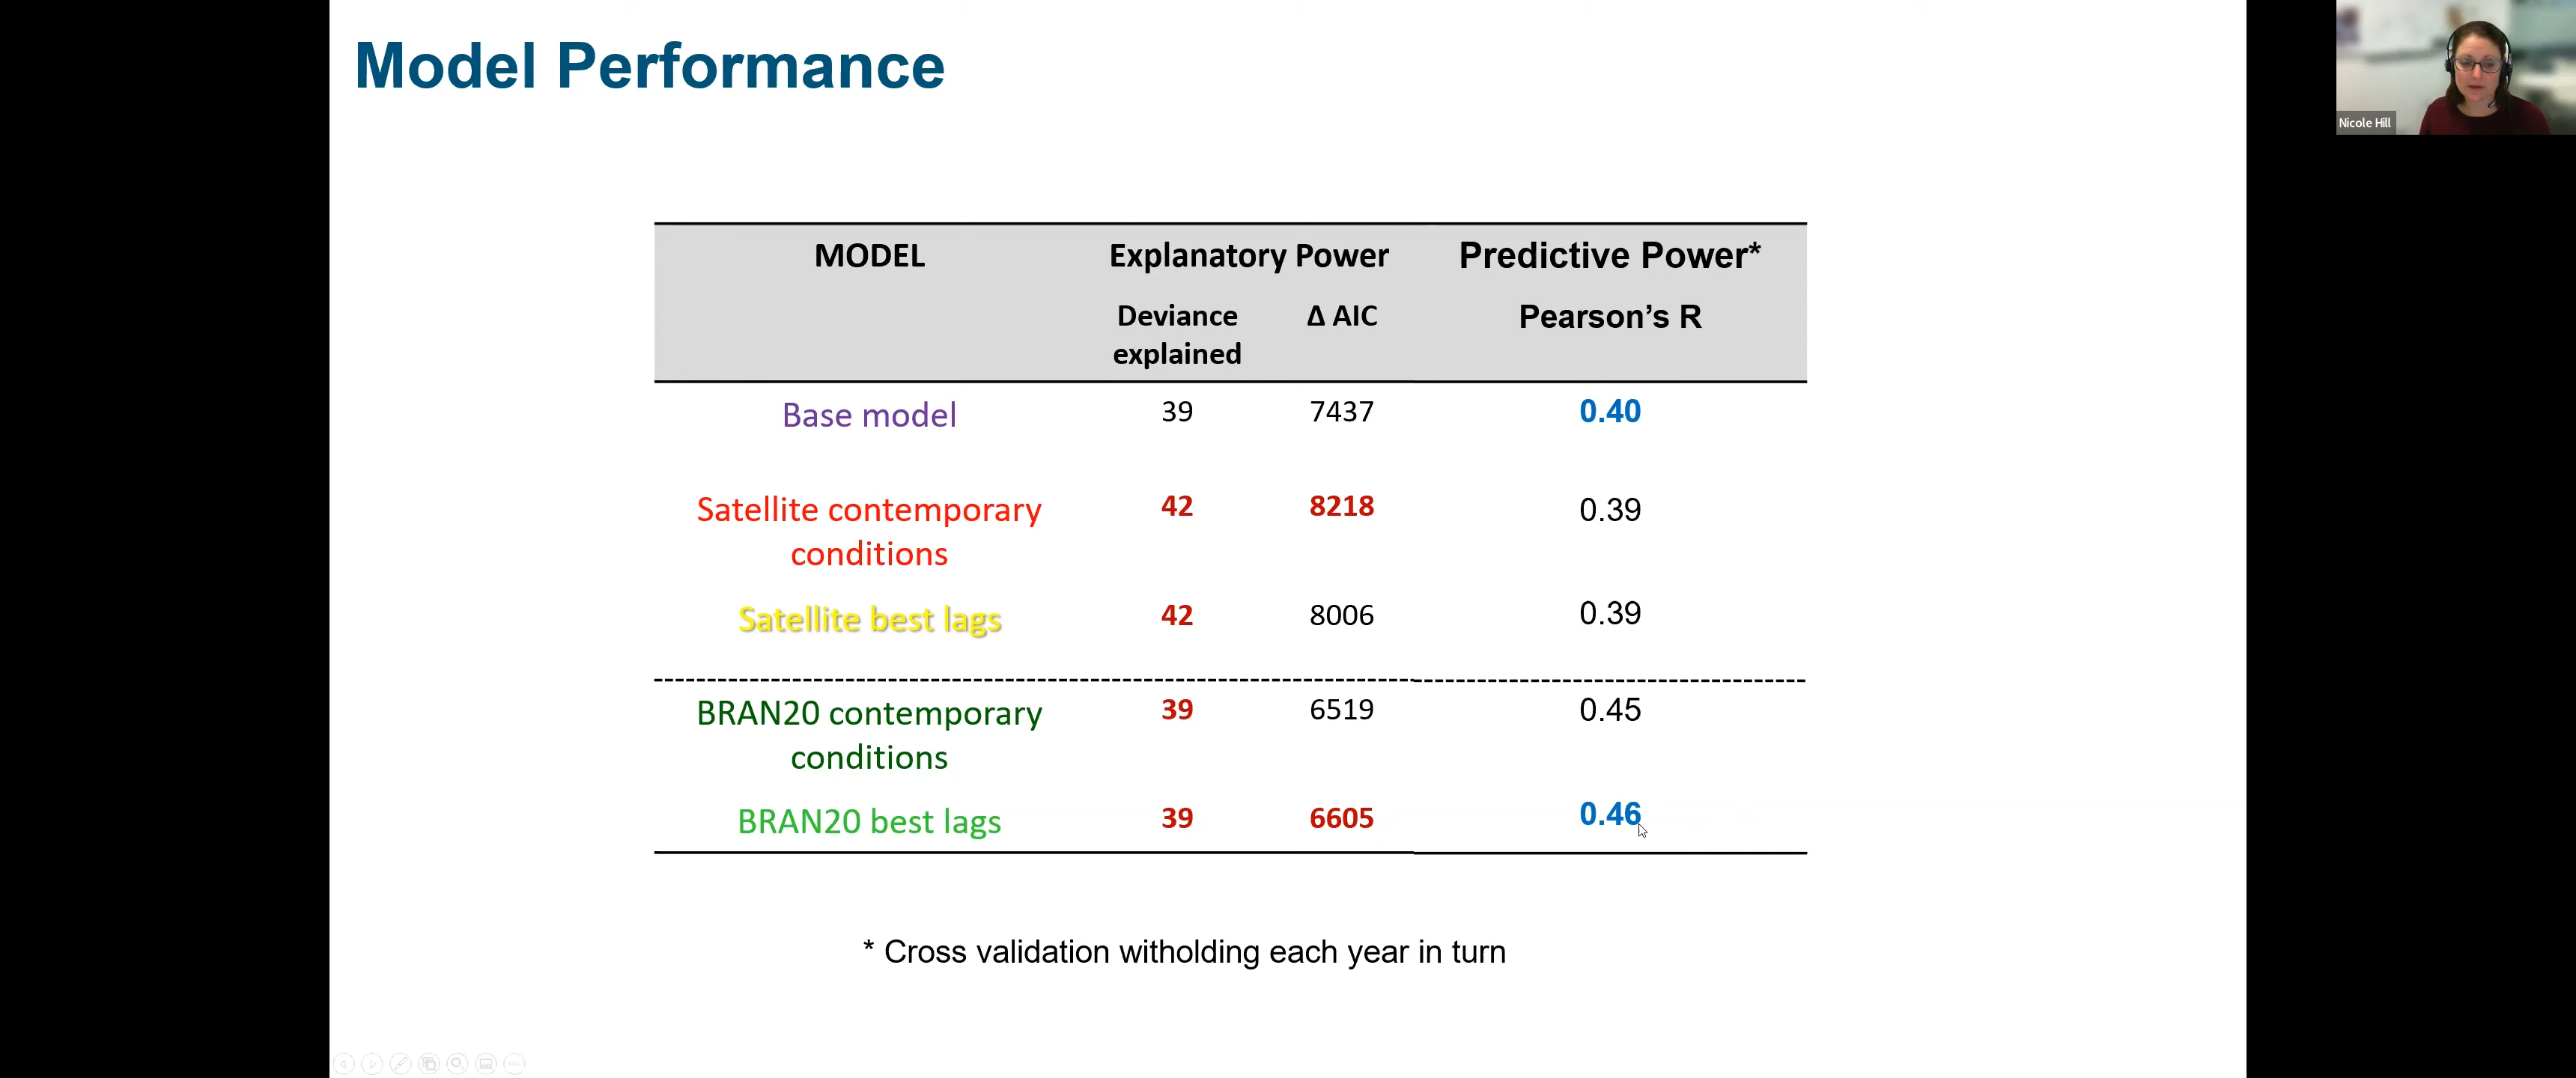 Model Performance
Nicole Hill
MODEL Explanatory Power Predictive Power*
Deviance explained Δ AIC Pearson’s R
Base model 39 7437 0.40
Satellite contemporary conditions 42 8218 0.39
Satellite best lags 42 8006 0.39
BRAN20 contemporary conditions 39 6519 0.45
BRAN20 best lags 39 6605 0.46
* Cross validation witholding each year in turn